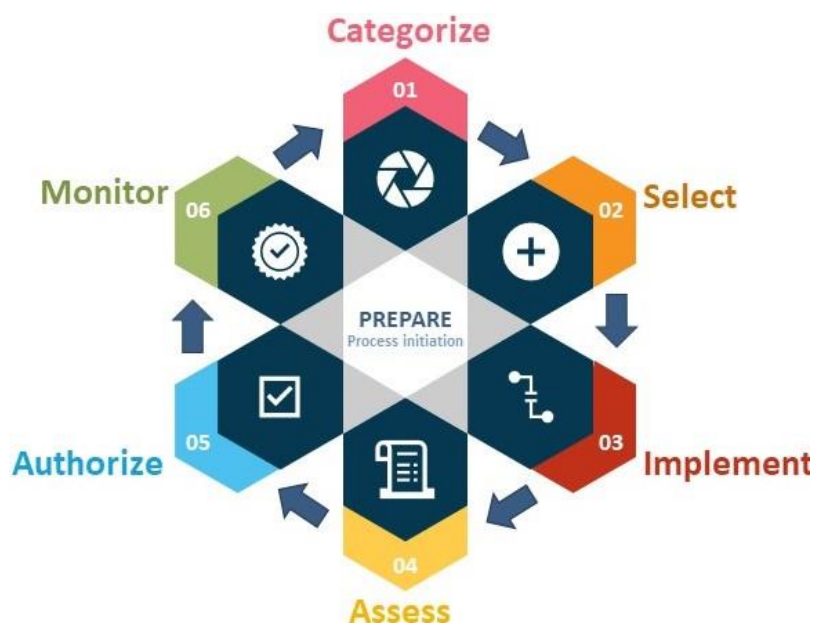 Categorize
01
02
Select
03
Implement
04
Assess
05
Authorize
06
Monitor
PREPARE
Process initiation